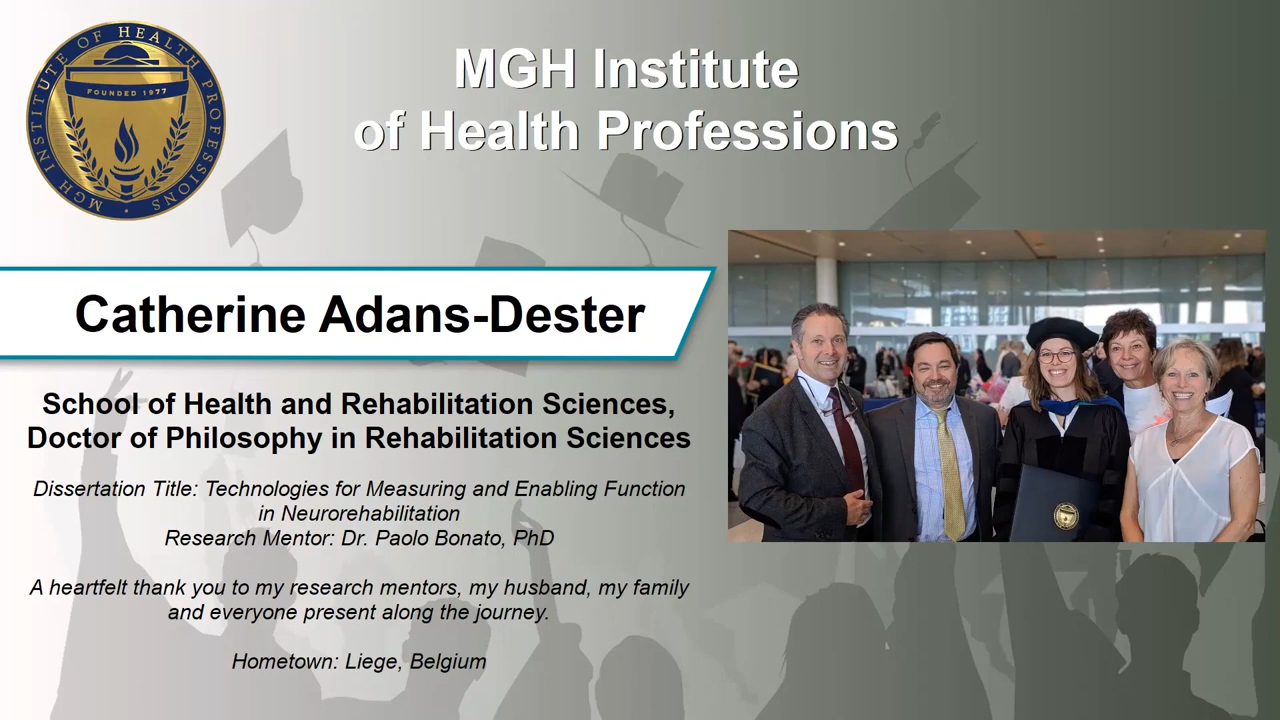 MGH INSTITUTE OF HEALTH PROFESSIONS
FOUNDED 1977
MGH Institute
of Health Professions
Catherine Adans-Dester
School of Health and Rehabilitation Sciences,
Doctor of Philosophy in Rehabilitation Sciences
Dissertation Title: Technologies for Measuring and Enabling Function
in Neurorehabilitation
Research Mentor: Dr. Paolo Bonato, PhD
A heartfelt thank you to my research mentors, my husband, my family
and everyone present along the journey.
Hometown: Liege, Belgium